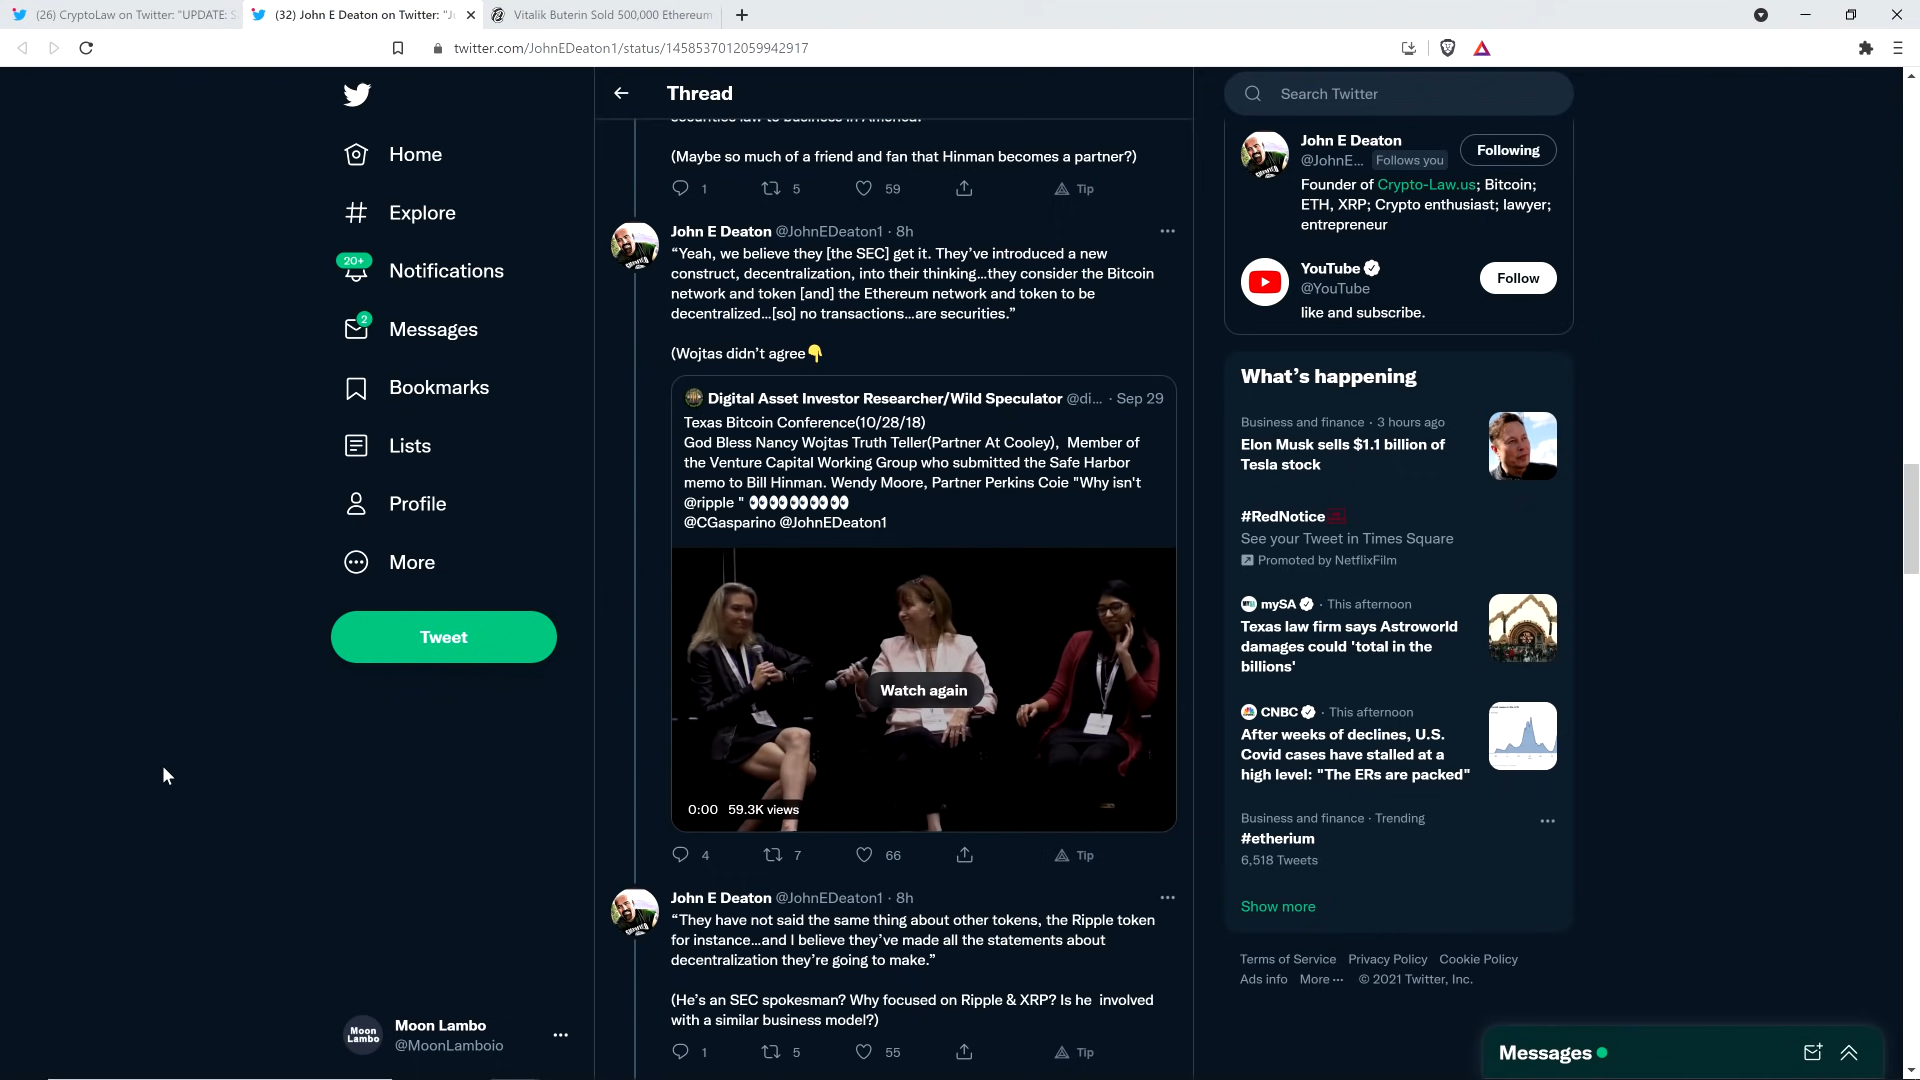 (26) CryptoLaw on Twitter: "UPDATE: S
(32) John E Deaton on Twitter: "Ju
Vitalik Buterin Sold 500,000 Ethereum
twitter.com/JohnEDeaton1/status/1458537012059942917
Home
Explore
20+
Notifications
2
Messages
Bookmarks
Lists
Profile
More
Tweet
Moon Lambo
Moon Lambo
@MoonLamboio
Thread
securities law to business in America.
(Maybe so much of a friend and fan that Hinman becomes a partner?)
1 5 59 Tip
John E Deaton @JohnEDeaton1 · 8h
“Yeah, we believe they [the SEC] get it. They’ve introduced a new
construct, decentralization, into their thinking…they consider the Bitcoin
network and token [and] the Ethereum network and token to be
decentralized…[so] no transactions…are securities.”
(Wojtas didn’t agree👇
Digital Asset Investor Researcher/Wild Speculator @di... · Sep 29
Texas Bitcoin Conference(10/28/18)
God Bless Nancy Wojtas Truth Teller(Partner At Cooley), Member of
the Venture Capital Working Group who submitted the Safe Harbor
memo to Bill Hinman. Wendy Moore, Partner Perkins Coie "Why isn't
@ripple " 👀👀👀👀👀👀
@CGasparino @JohnEDeaton1
Watch again
0:00 59.3K views
4 7 66 Tip
John E Deaton @JohnEDeaton1 · 8h
“They have not said the same thing about other tokens, the Ripple token
for instance…and I believe they’ve made all the statements about
decentralization they’re going to make.”
(He’s an SEC spokesman? Why focused on Ripple & XRP? Is he involved
with a similar business model?)
1 5 55 Tip
Search Twitter
John E Deaton
@JohnE... Follows you
Following
Founder of Crypto-Law.us; Bitcoin;
ETH, XRP; Crypto enthusiast; lawyer;
entrepreneur
YouTube
@YouTube
Follow
like and subscribe.
What’s happening
Business and finance · 3 hours ago
Elon Musk sells $1.1 billion of
Tesla stock
#RedNotice
See your Tweet in Times Square
Promoted by NetflixFilm
mySA · This afternoon
Texas law firm says Astroworld
damages could 'total in the
billions'
CNBC · This afternoon
After weeks of declines, U.S.
Covid cases have stalled at a
high level: "The ERs are packed"
Business and finance · Trending
#etherium
6,518 Tweets
Show more
Terms of Service Privacy Policy Cookie Policy
Ads info More ··· © 2021 Twitter, Inc.
Messages